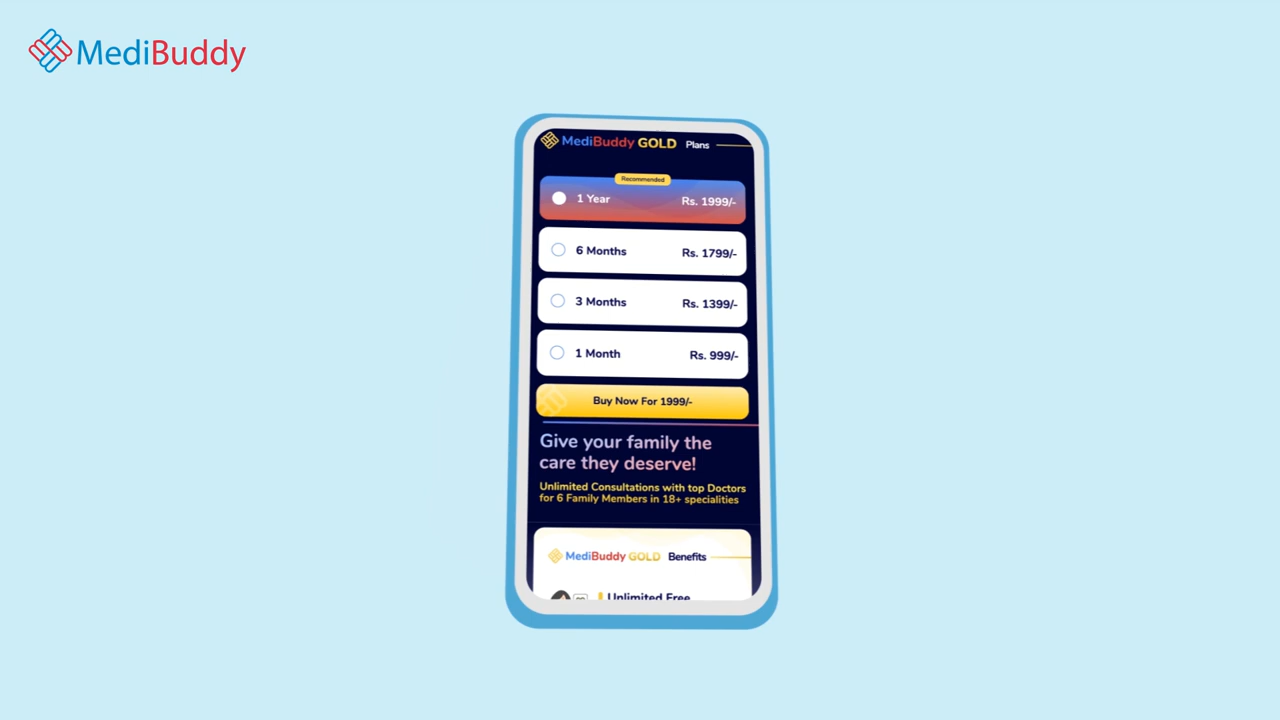 MediBuddy
MediBuddy GOLD Plans
Recommended
1 Year Rs. 1999/-
6 Months Rs. 1799/-
3 Months Rs. 1399/-
1 Month Rs. 999/-
Buy Now For 1999/-
Give your family the
care they deserve!
Unlimited Consultations with top Doctors
for 6 Family Members in 18+ specialities
MediBuddy GOLD Benefits
Unlimited Free